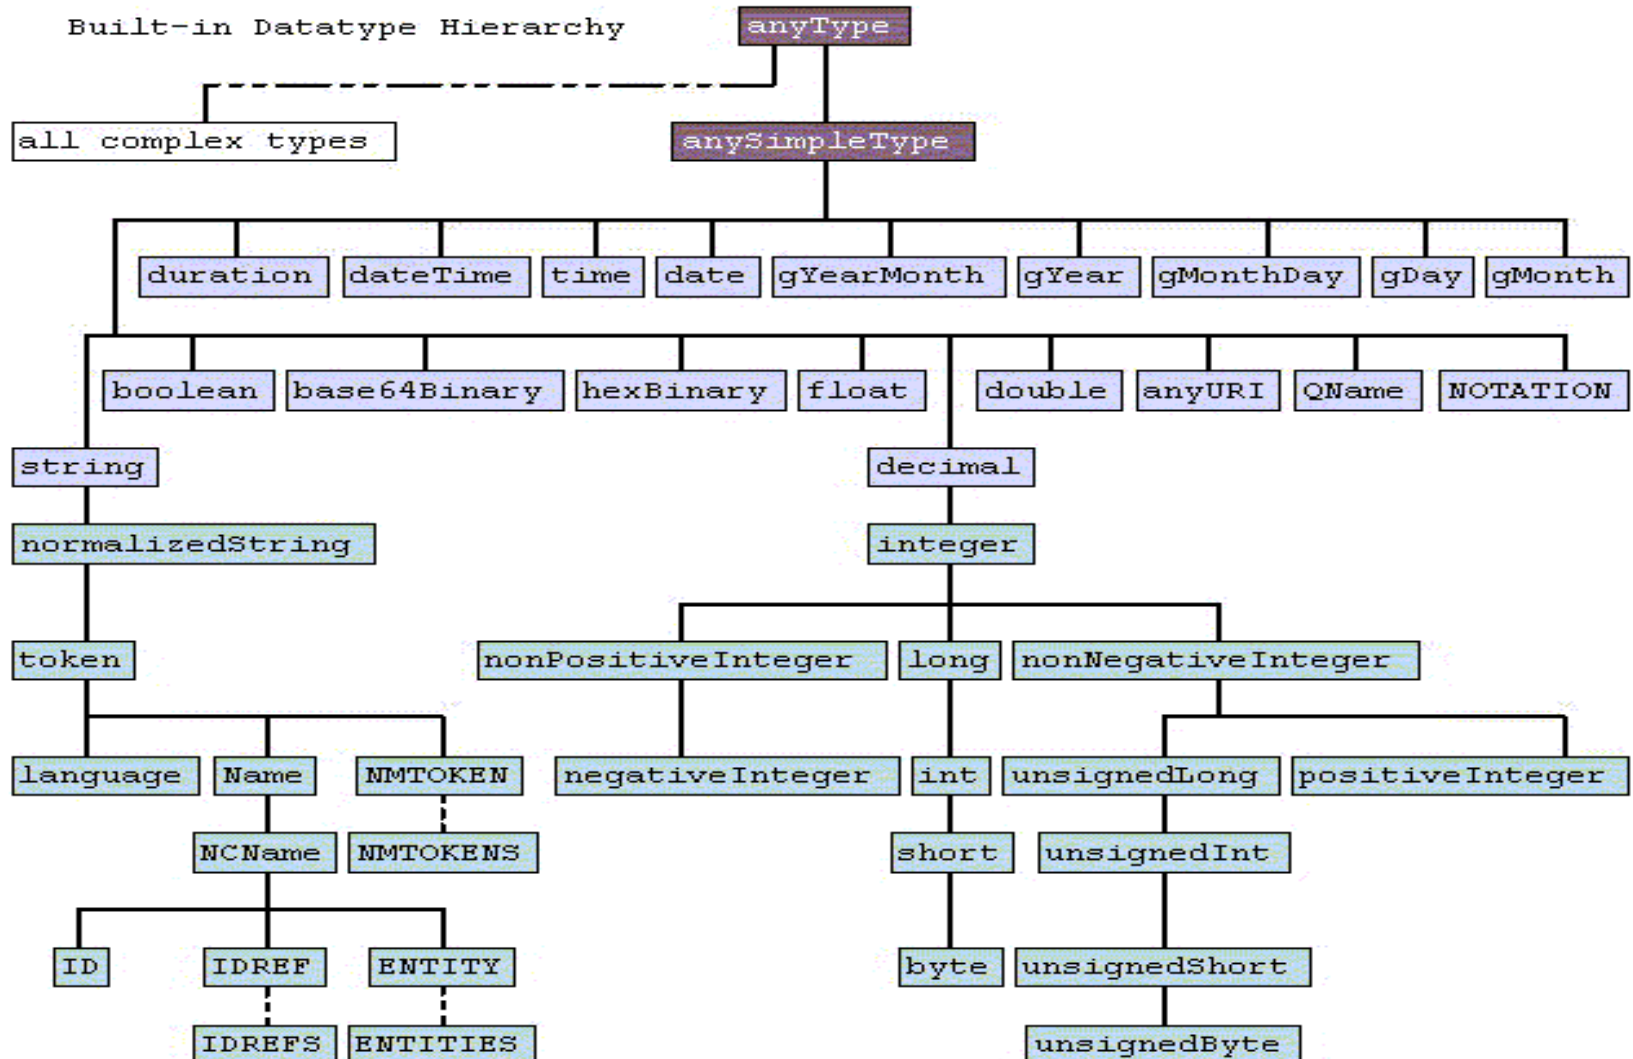 Built-in Datatype Hierarchy anyType
all complex types anySimpleType
duration dateTime time date gYearMonth gYear gMonthDay gDay gMonth
boolean base64Binary hexBinary float double anyURI QName NOTATION
string decimal
normalizedString integer
token nonPositiveInteger long nonNegativeInteger
language Name NMTOKEN negativeInteger int unsignedLong positiveInteger
NCName NMTOKENS short unsignedInt
ID IDREF ENTITY byte unsignedShort
IDREFS ENTITIES unsignedByte